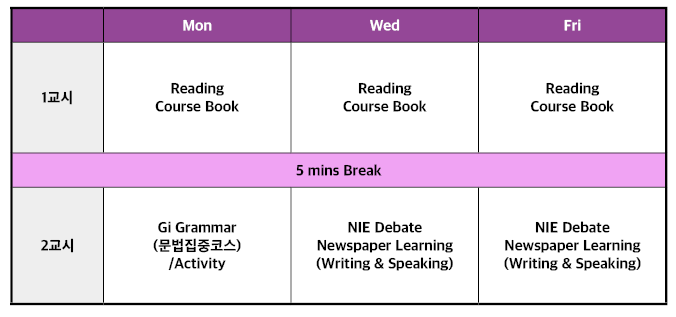 Mon Wed Fri
1교시
Reading
Course Book
Reading
Course Book
Reading
Course Book
5 mins Break
2교시
Gi Grammar
(문법집중코스)
/Activity
NIE Debate
Newspaper Learning
(Writing & Speaking)
NIE Debate
Newspaper Learning
(Writing & Speaking)